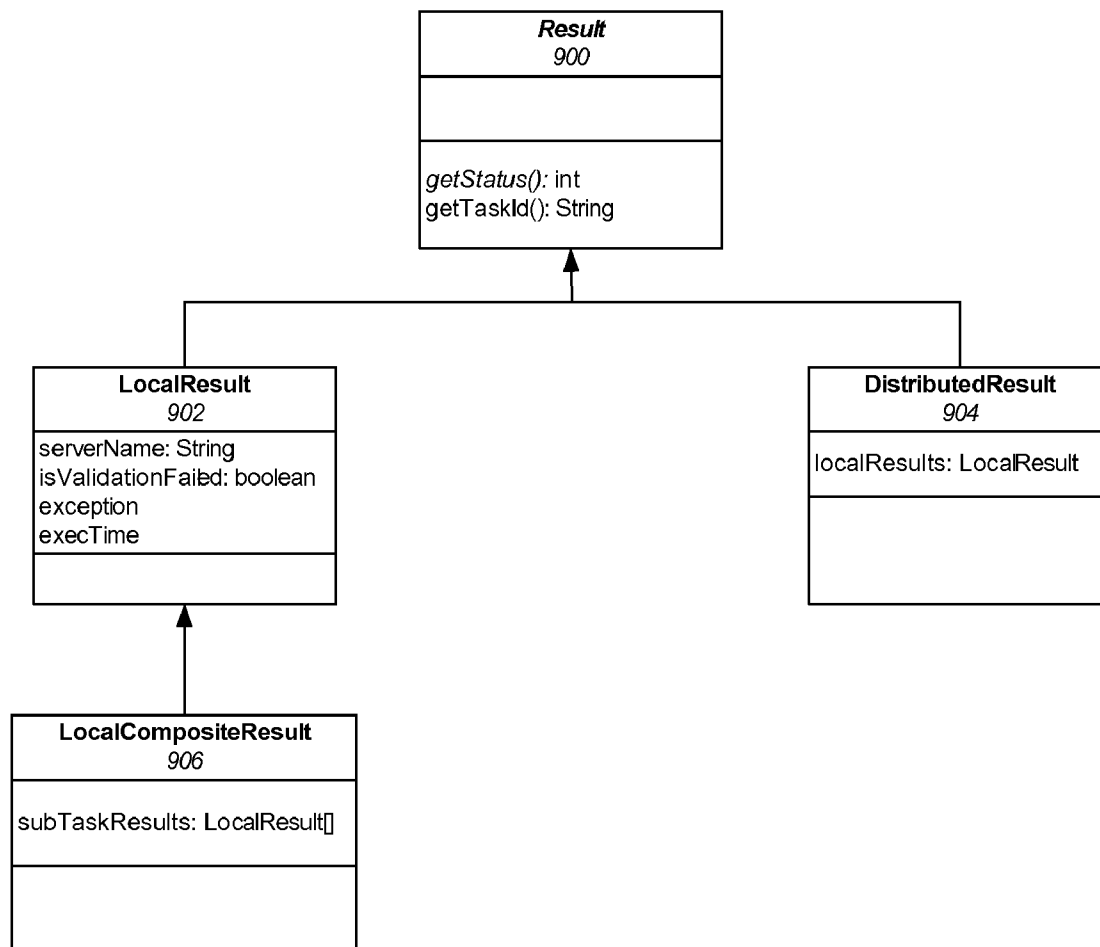 Result
900
getStatus(): int
getTaskId(): String
LocalResult
902
serverName: String
isValidationFailed: boolean
exception
execTime
DistributedResult
904
localResults: LocalResult
LocalCompositeResult
906
subTaskResults: LocalResult[]